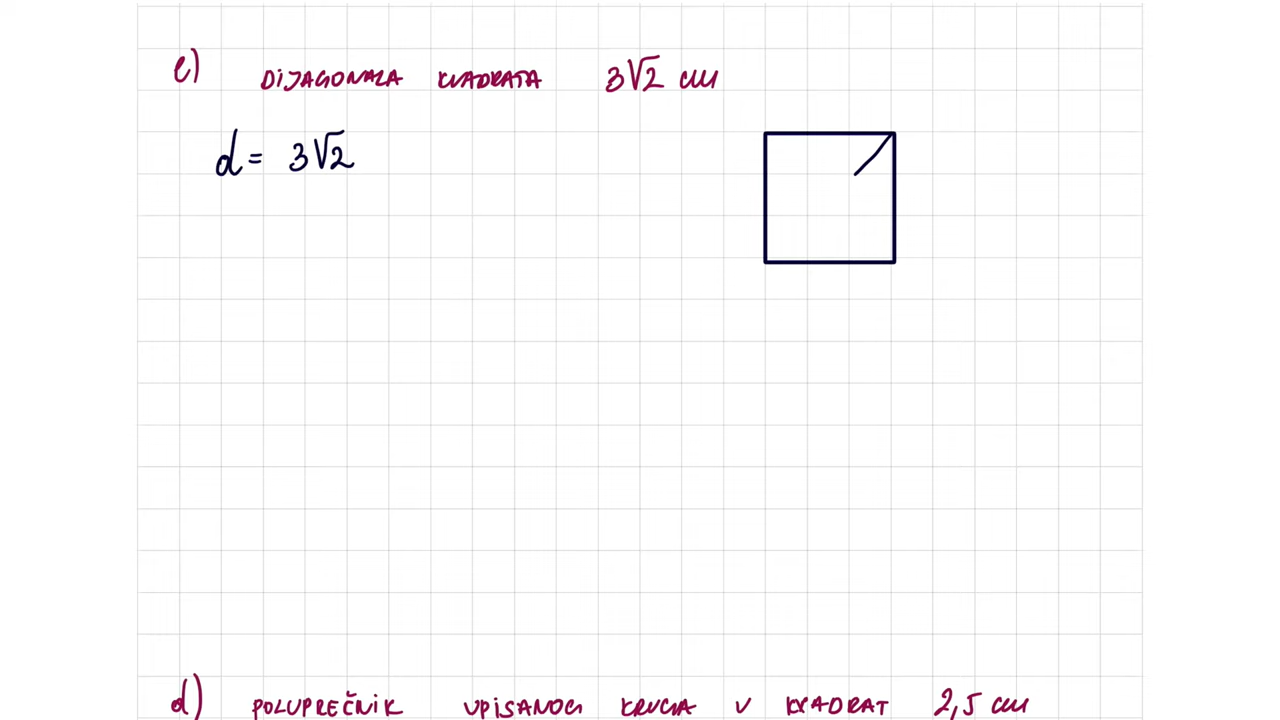 c) DIJAGONALA KVADRATA 3√2 cm
d = 3√2
d) POLUPREČNIK UPISANOG KRUGA U KVADRAT 2,5 cm